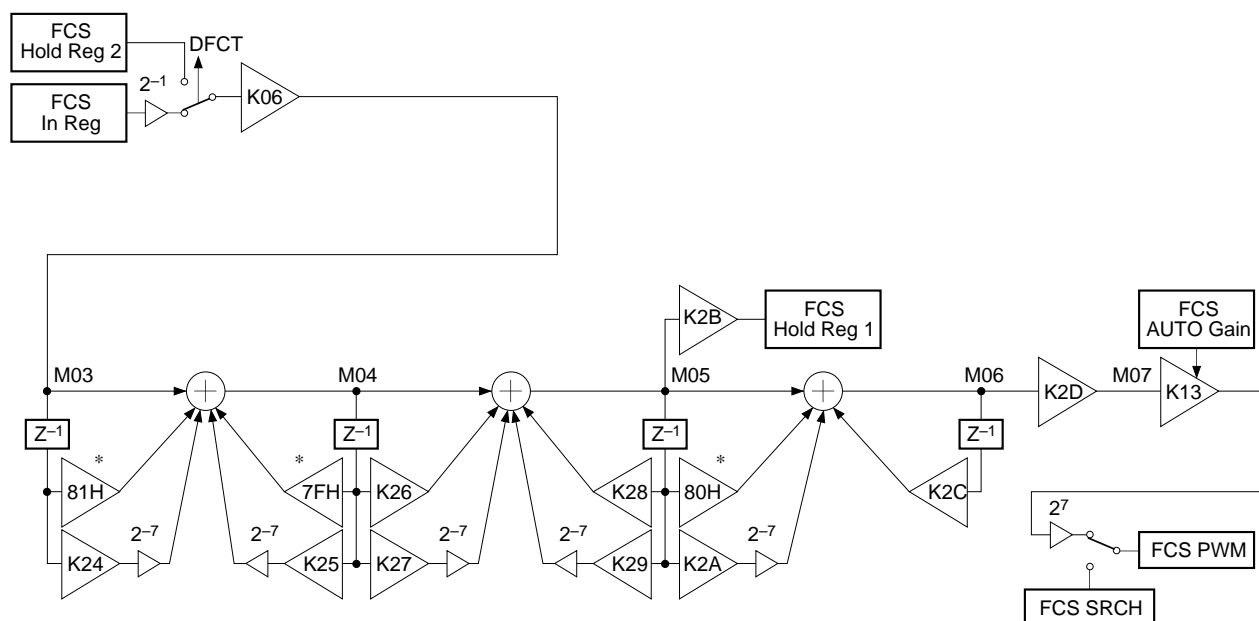 FCS
Hold Reg 2
DFCT
2–1
FCS
In Reg
K06
K2B
FCS
Hold Reg 1
FCS
AUTO Gain
M03
M04
M05
M06
K2D
M07
K13
Z–1
Z–1
Z–1
Z–1
*
*
*
81H
7FH
K26
K28
80H
K2C
2–7
2–7
2–7
2–7
2–7
K24
K25
K27
K29
K2A
27
FCS PWM
FCS SRCH